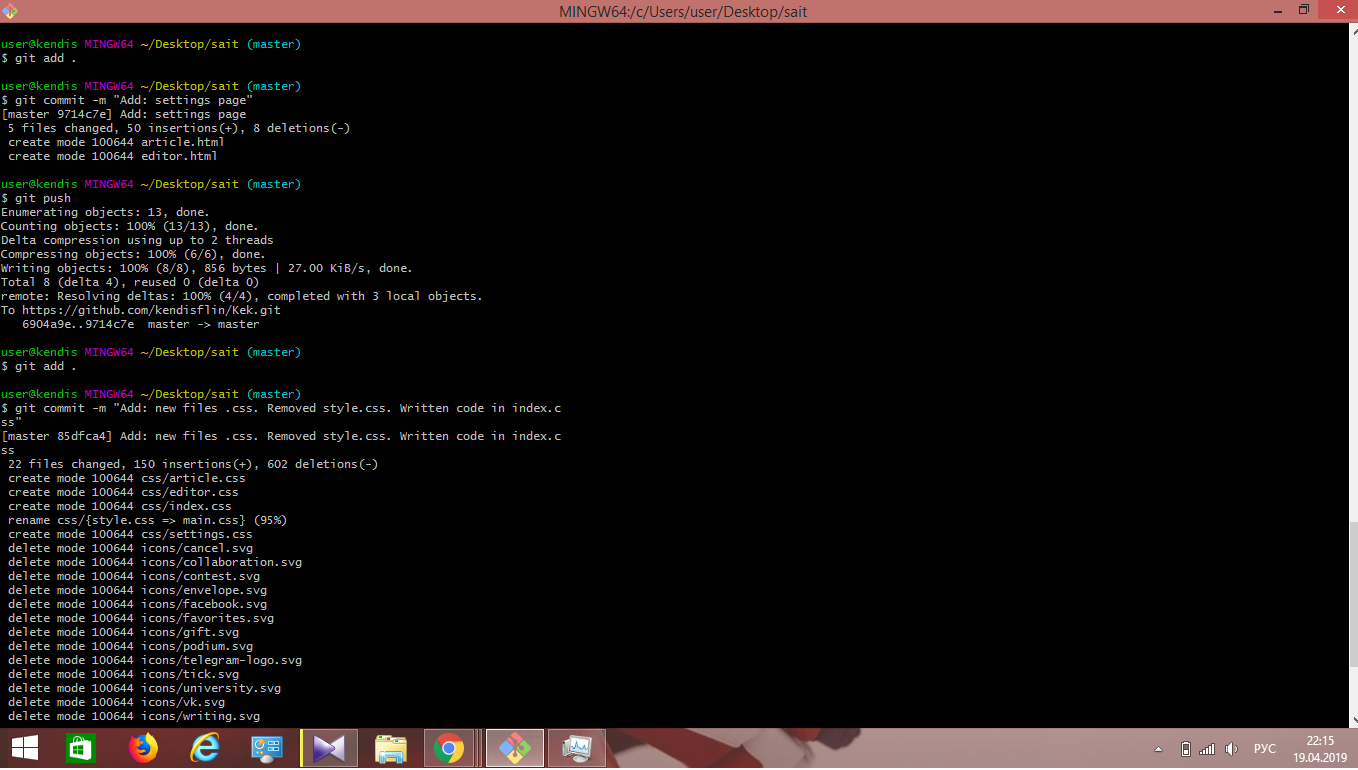 MINGW64:/c/Users/user/Desktop/sait
user@kendis MINGW64 ~/Desktop/sait (master)
$ git add .
user@kendis MINGW64 ~/Desktop/sait (master)
$ git commit -m "Add: settings page"
[master 9714c7e] Add: settings page
5 files changed, 50 insertions(+), 8 deletions(-)
create mode 100644 article.html
create mode 100644 editor.html
user@kendis MINGW64 ~/Desktop/sait (master)
$ git push
Enumerating objects: 13, done.
Counting objects: 100% (13/13), done.
Delta compression using up to 2 threads
Compressing objects: 100% (6/6), done.
Writing objects: 100% (8/8), 856 bytes | 27.00 KiB/s, done.
Total 8 (delta 4), reused 0 (delta 0)
remote: Resolving deltas: 100% (4/4), completed with 3 local objects.
To https://github.com/kendisflin/Kek.git
6904a9e..9714c7e master -> master
user@kendis MINGW64 ~/Desktop/sait (master)
$ git add .
user@kendis MINGW64 ~/Desktop/sait (master)
$ git commit -m "Add: new files .css. Removed style.css. Written code in index.c
ss"
[master 85dfca4] Add: new files .css. Removed style.css. Written code in index.c
ss
22 files changed, 150 insertions(+), 602 deletions(-)
create mode 100644 css/article.css
create mode 100644 css/editor.css
create mode 100644 css/index.css
rename css/{style.css => main.css} (95%)
create mode 100644 css/settings.css
delete mode 100644 icons/cancel.svg
delete mode 100644 icons/collaboration.svg
delete mode 100644 icons/contest.svg
delete mode 100644 icons/envelope.svg
delete mode 100644 icons/facebook.svg
delete mode 100644 icons/favorites.svg
delete mode 100644 icons/gift.svg
delete mode 100644 icons/podium.svg
delete mode 100644 icons/telegram-logo.svg
delete mode 100644 icons/tick.svg
delete mode 100644 icons/university.svg
delete mode 100644 icons/vk.svg
delete mode 100644 icons/writing.svg
РУС
22:15
19.04.2019